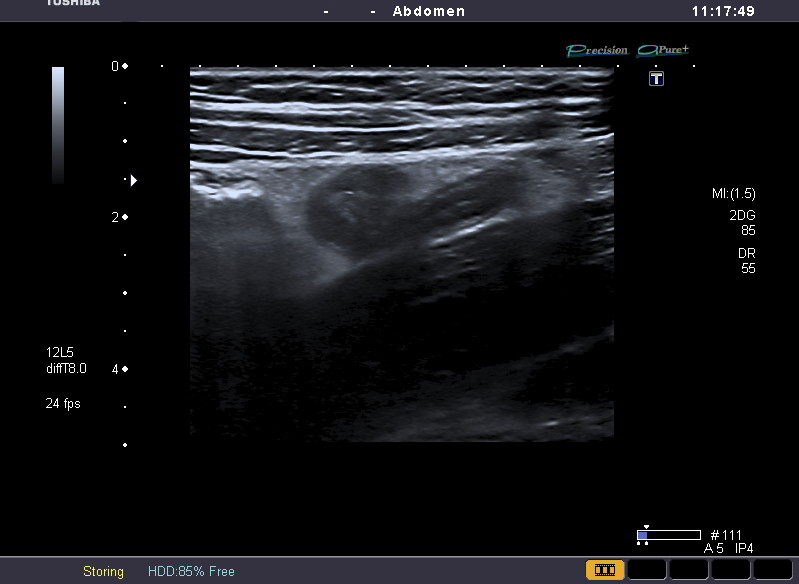 TOSHIBA
- - Abdomen 11:17:49
Precision APure+
0
T
MI:(1.5)
2
2DG
85
DR
55
12L5
diffT8.0
4
24 fps
#111
A 5 IP4
Storing HDD:85% Free